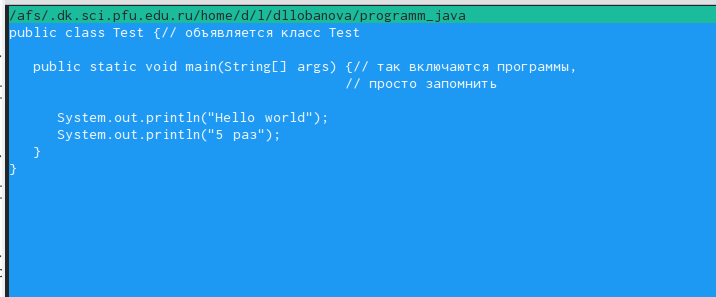 /afs/.dk.sci.pfu.edu.ru/home/d/l/dllobanova/programm_java
public class Test {// объявляется класс Test
public static void main(String[] args) {// так включаются программы,
// просто запомнить
System.out.println("Hello world");
System.out.println("5 раз");
}
}